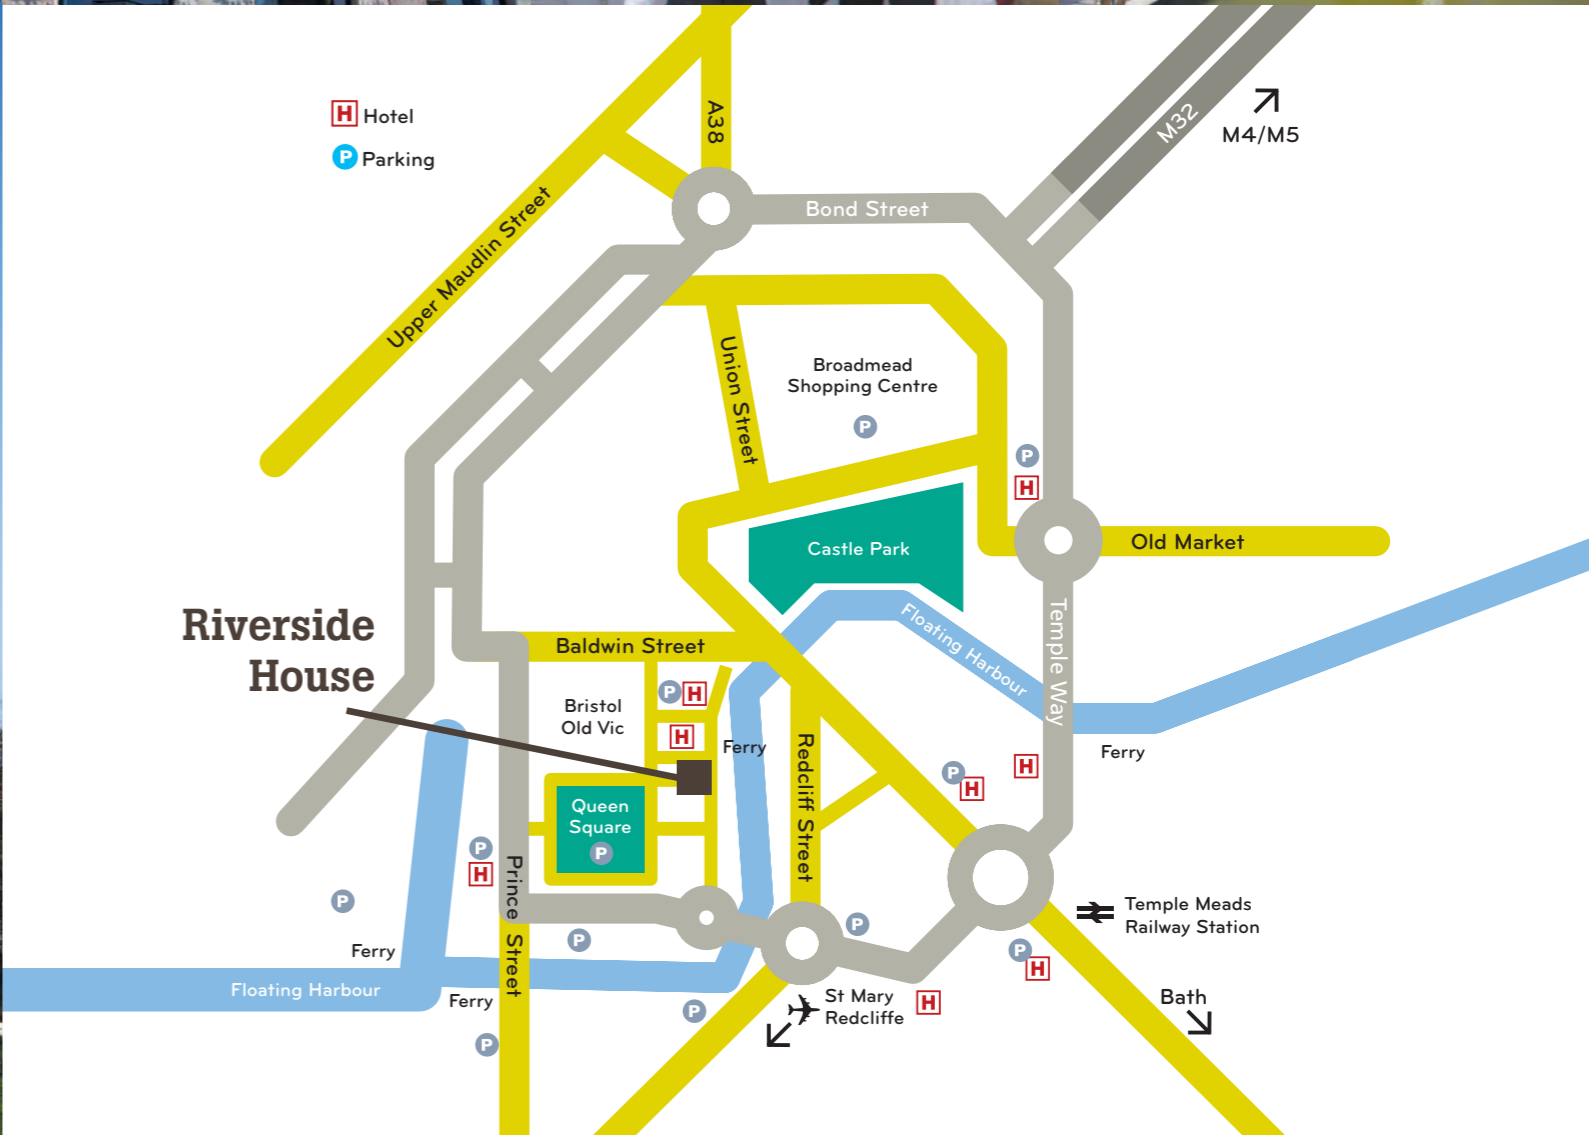 H Hotel
P Parking
A38
M32
M4/M5
Upper Maudlin Street
Bond Street
Union Street
Broadmead
Shopping Centre
P
P
H
Castle Park
Old Market
Floating Harbour
Temple Way
Riverside
House
Baldwin Street
Bristol
Old Vic
P H
H
Ferry
Redcliff Street
Ferry
H
P
H
Queen
Square
P
P
H
Prince Street
P
Ferry
P
P
Temple Meads
Railway Station
P
H
Floating Harbour
Ferry
P
St Mary
Redcliffe
H
Bath
P